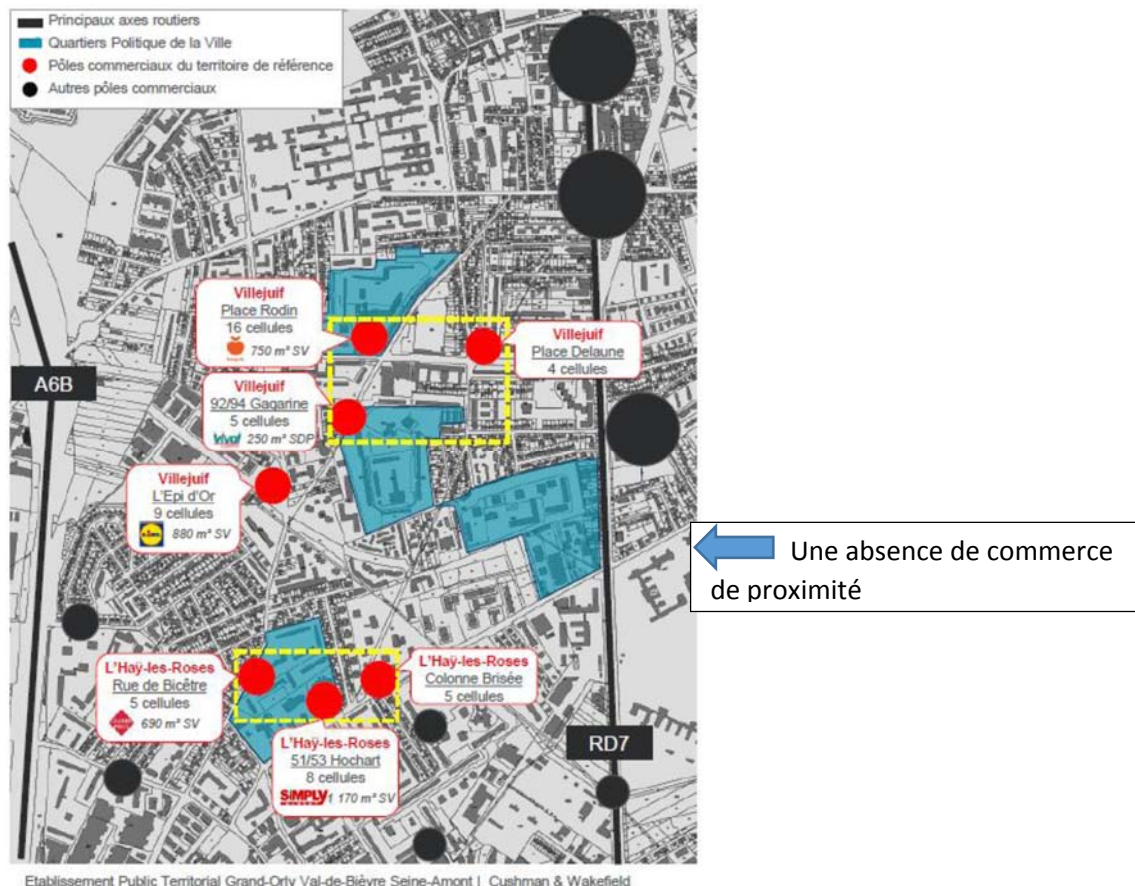 Principaux axes routiers
Quartiers Politique de la Ville
Pôles commerciaux du territoire de référence
Autres pôles commerciaux
Villejuif
Place Rodin
16 cellules
750 m² SV
Villejuif
Place Delaune
4 cellules
A6B
Villejuif
92/94 Gagarine
5 cellules
250 m² SDP
Villejuif
L'Epi d'Or
9 cellules
880 m² SV
Une absence de commerce
de proximité
L'Haÿ-les-Roses
Rue de Bicêtre
5 cellules
690 m² SV
L'Haÿ-les-Roses
Colonne Brisée
5 cellules
RD7
L'Haÿ-les-Roses
51/53 Hochart
8 cellules
SIMPLY 1 170 m² SV
Etablissement Public Territorial Grand-Orly Val-de-Bièvre Seine-Amont | Cushman & Wakefield